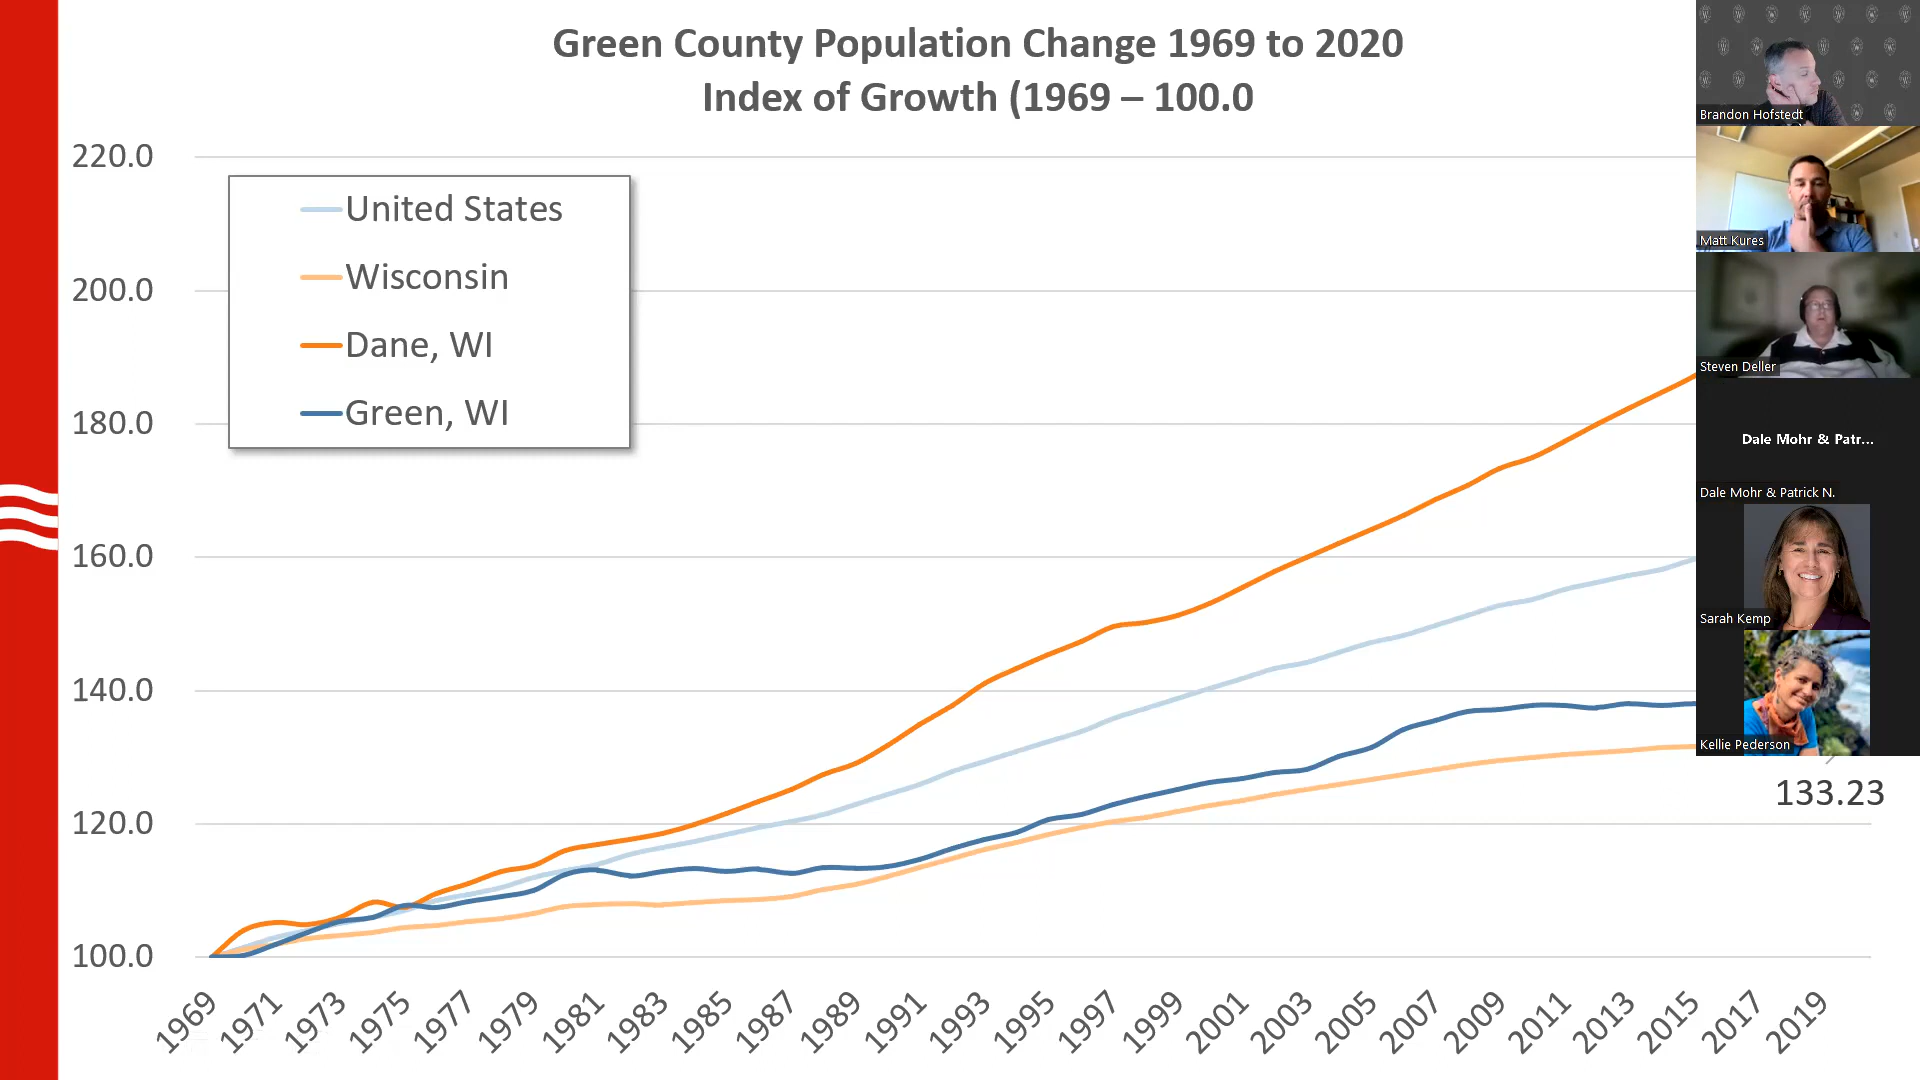 Green County Population Change 1969 to 2020
Index of Growth (1969 – 100.0
220.0
200.0
180.0
160.0
140.0
120.0
100.0
United States
Wisconsin
Dane, WI
Green, WI
133.23
1969
1971
1973
1975
1977
1979
1981
1983
1985
1987
1989
1991
1993
1995
1997
1999
2001
2003
2005
2007
2009
2011
2013
2015
2017
2019
Brandon Hofstedt
Matt Kures
Steven Deller
Dale Mohr & Patr...
Dale Mohr & Patrick N.
Sarah Kemp
Kellie Pederson